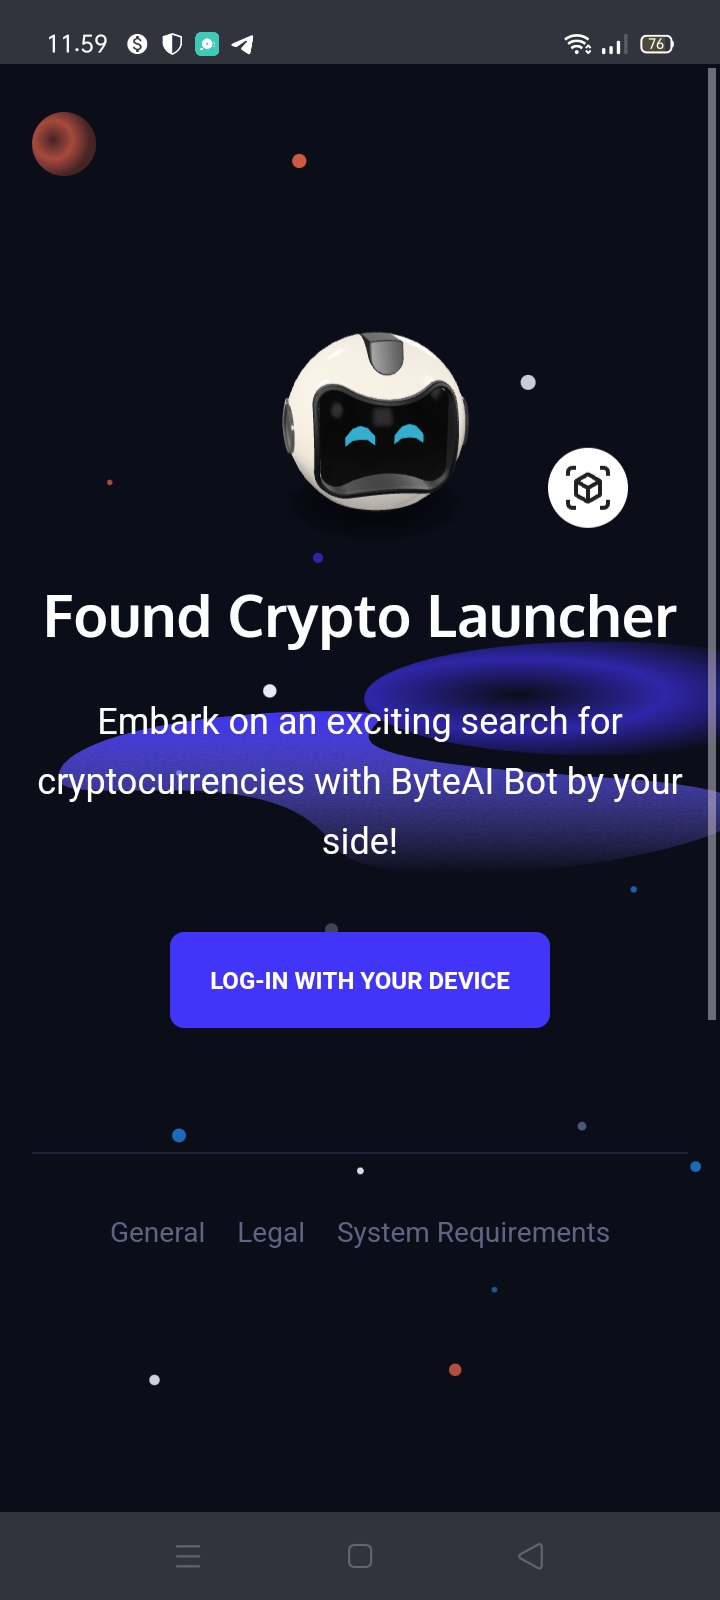 11.59
76
Found Crypto Launcher
Embark on an exciting search for
cryptocurrencies with ByteAI Bot by your
side!
LOG-IN WITH YOUR DEVICE
General Legal System Requirements